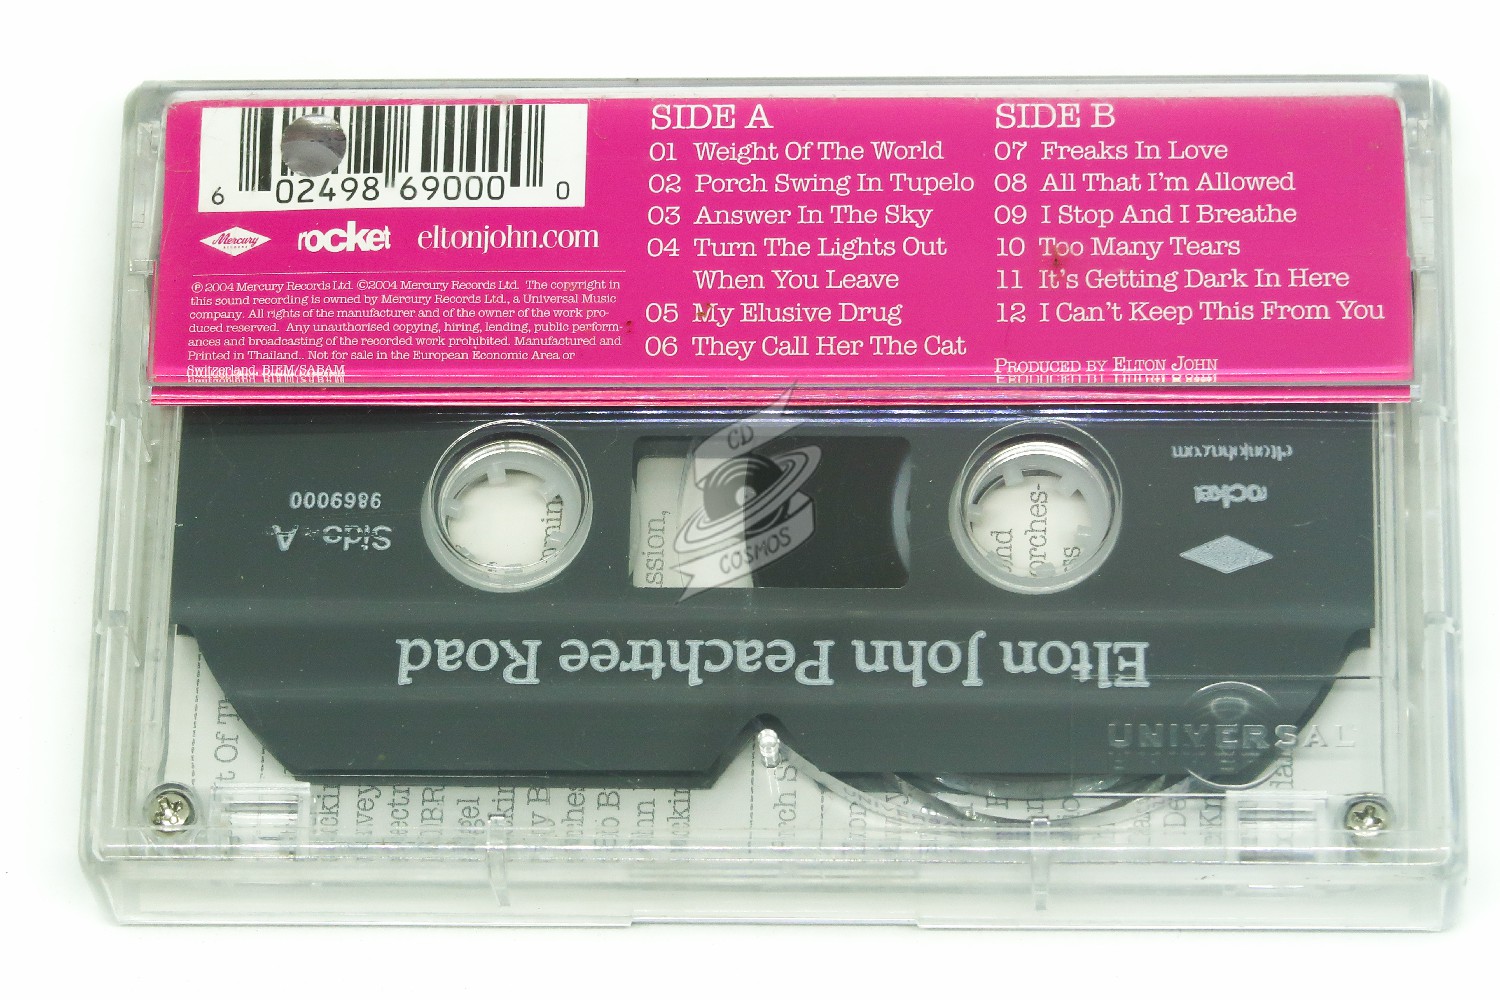 6 02498 69000 0
Mercury
rocket
eltonjohn.com
℗ 2004 Mercury Records Ltd. ©2004 Mercury Records Ltd. The copyright in
this sound recording is owned by Mercury Records Ltd., a Universal Music
company. All rights of the manufacturer and of the owner of the work pro-
duced reserved. Any unauthorised copying, hiring, lending, public perform-
ances and broadcasting of the recorded work prohibited. Manufactured and
Printed in Thailand.. Not for sale in the European Economic Area or
Switzerland. BIEM/SABAM
SIDE A
01 Weight Of The World
02 Porch Swing In Tupelo
03 Answer In The Sky
04 Turn The Lights Out
When You Leave
05 My Elusive Drug
06 They Call Her The Cat
SIDE B
07 Freaks In Love
08 All That I'm Allowed
09 I Stop And I Breathe
10 Too Many Tears
11 It's Getting Dark In Here
12 I Can't Keep This From You
PRODUCED BY ELTON JOHN
eltonjohn.com
rocket
9869000
Side A
CD
COSMOS
ssion,
orches-
Elton John Peachtree Road
UNIVERSAL